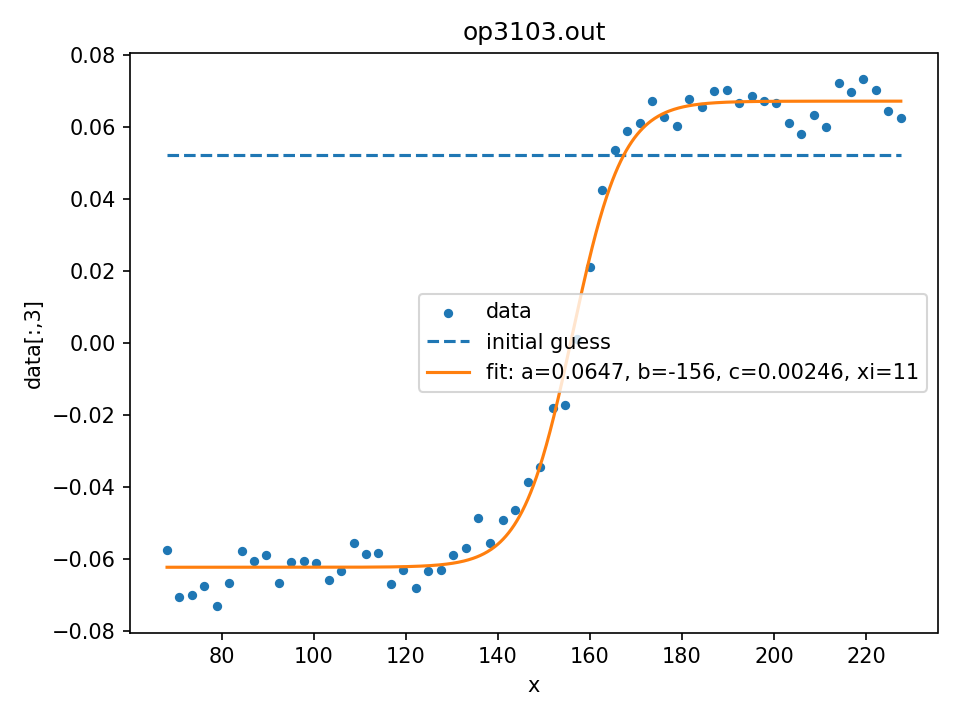 op3103.out
0.08
0.06
0.04
0.02
0.00
−0.02
−0.04
−0.06
−0.08
data[:,3]
data
initial guess
fit: a=0.0647, b=-156, c=0.00246, xi=11
80 100 120 140 160 180 200 220
x